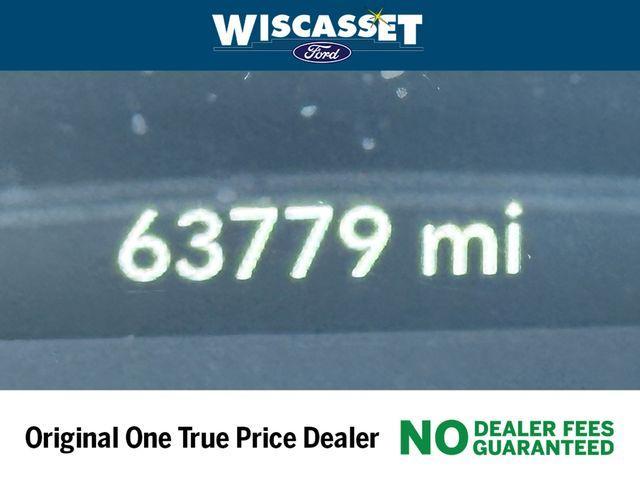 WISCASSET
Ford
63779 mi
Original One True Price Dealer
NO DEALER FEES
GUARANTEED